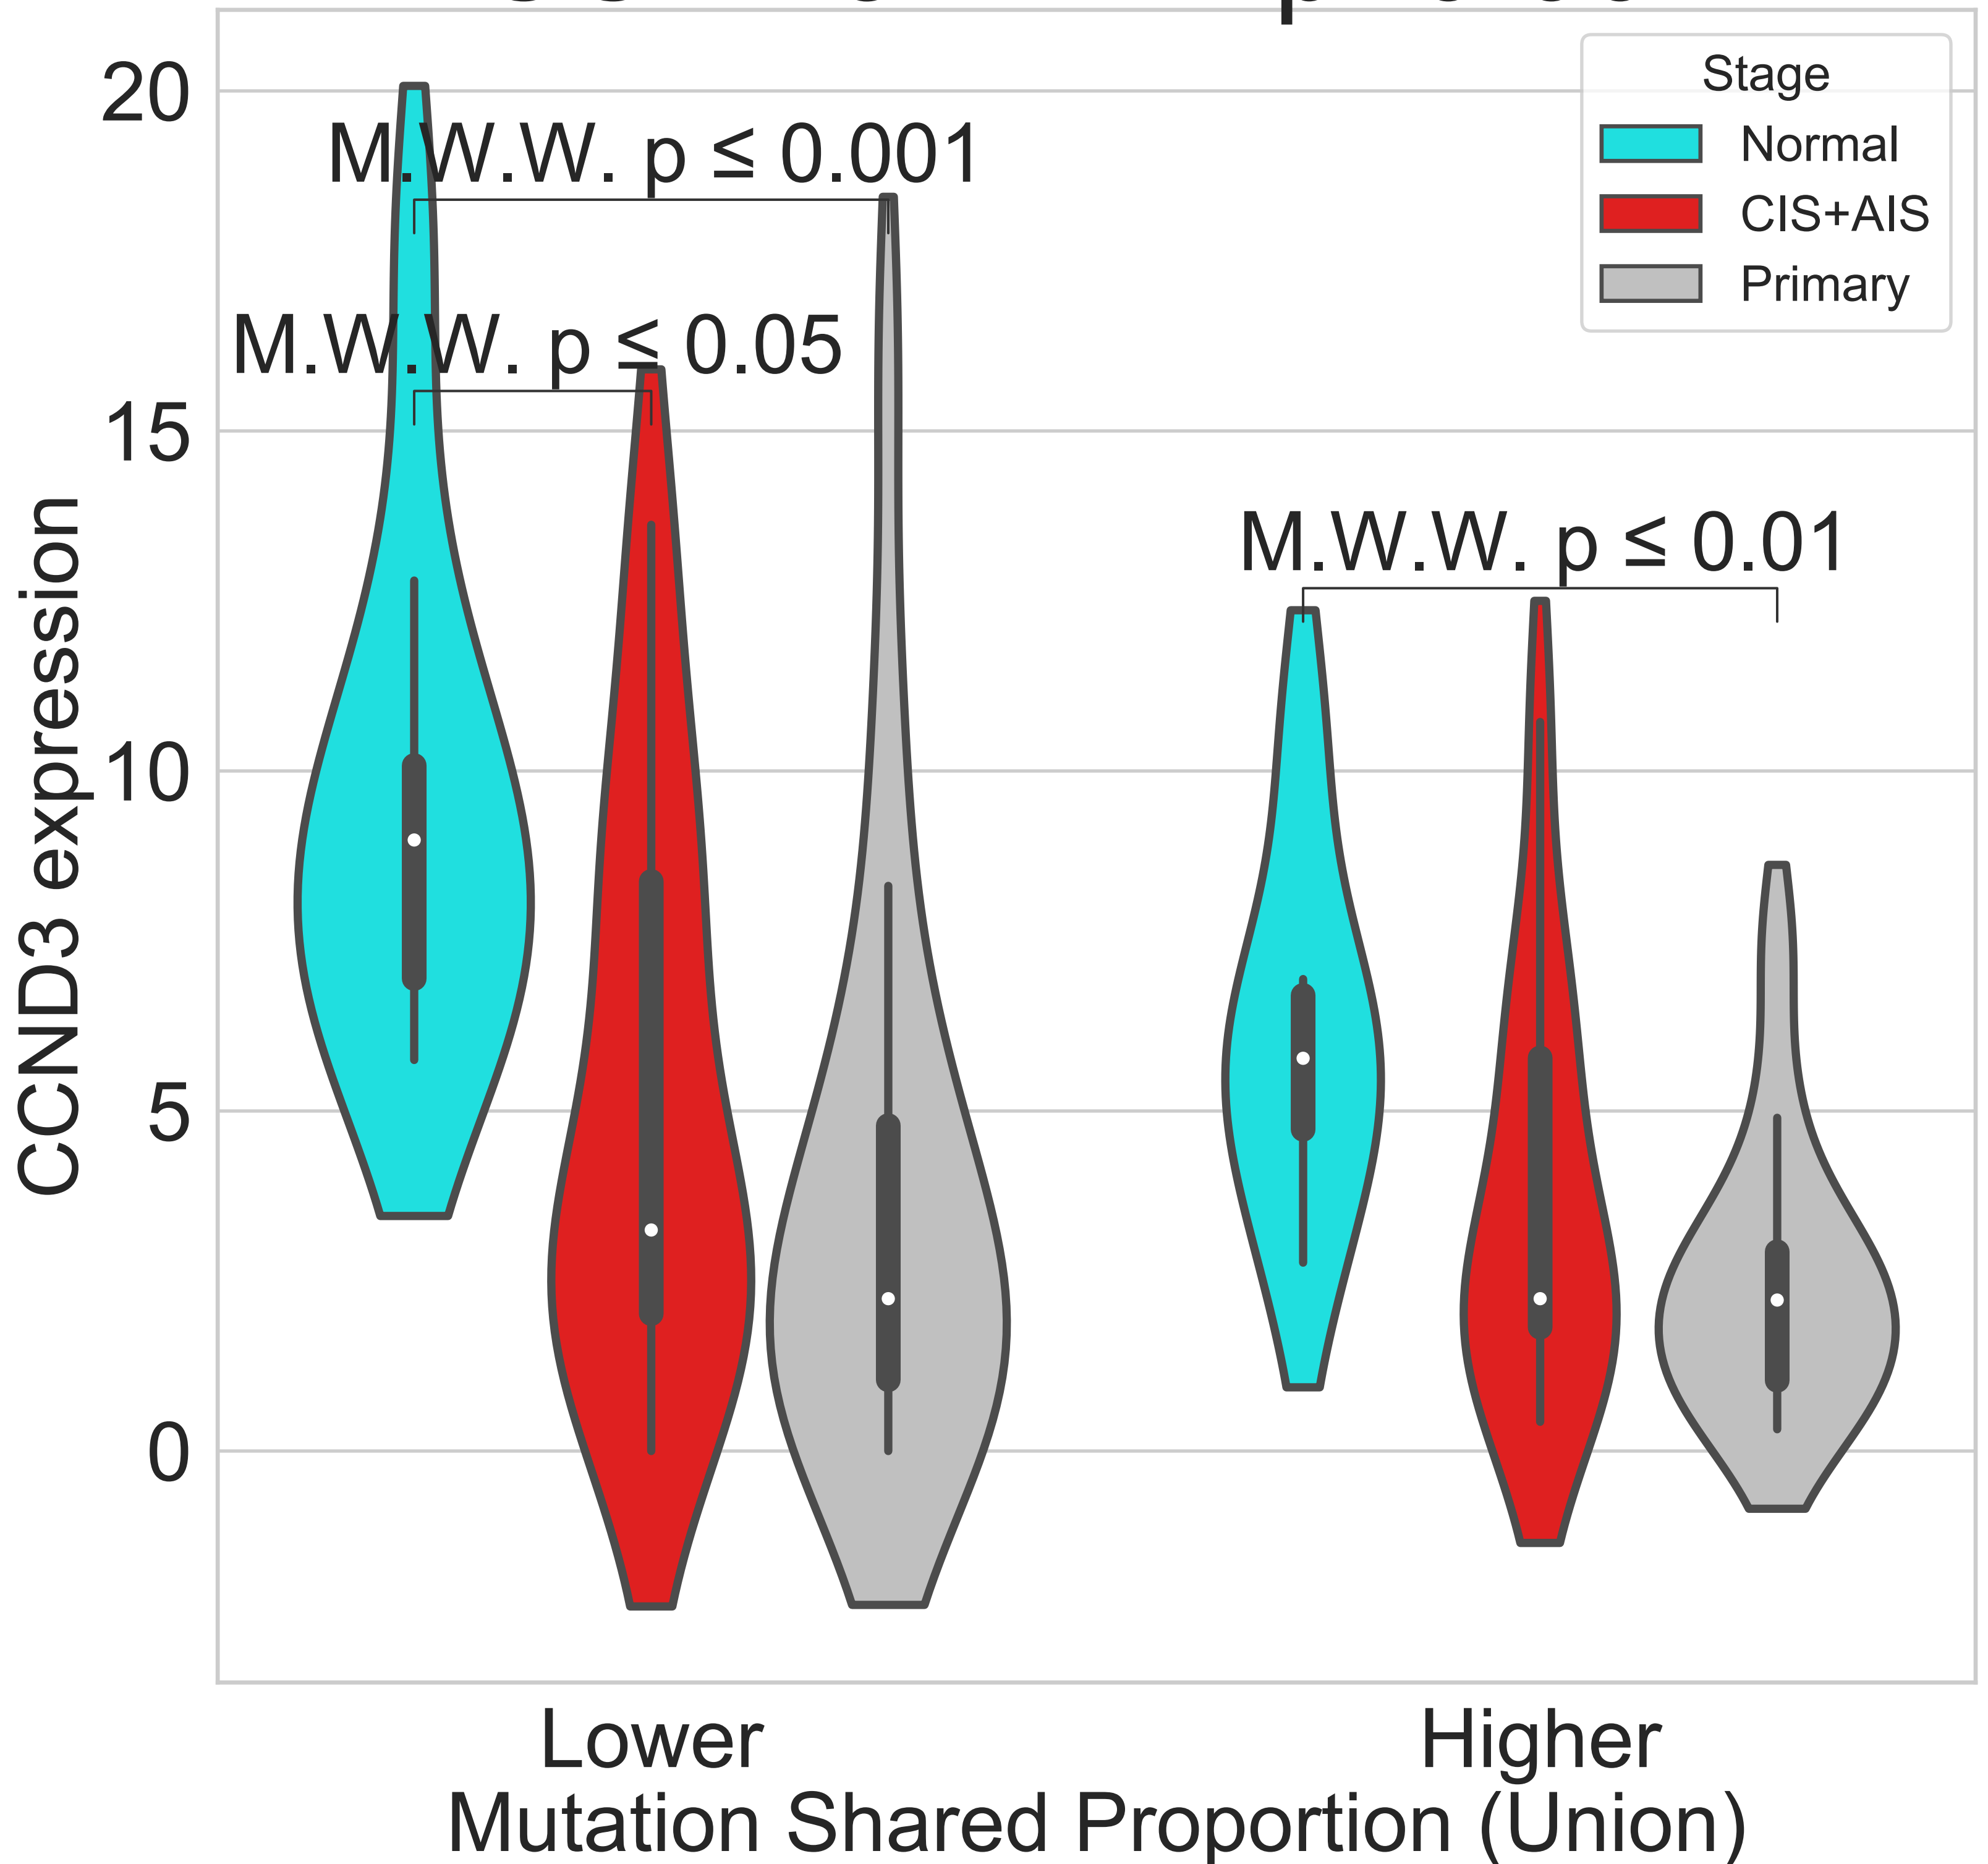 Stage
Normal
CIS+AIS
Primary
M.W.W. p ≤ 0.001
M.W.W. p ≤ 0.05
M.W.W. p ≤ 0.01
20
15
10
5
0
CCND3 expression
Lower
Higher
Mutation Shared Proportion (Union)